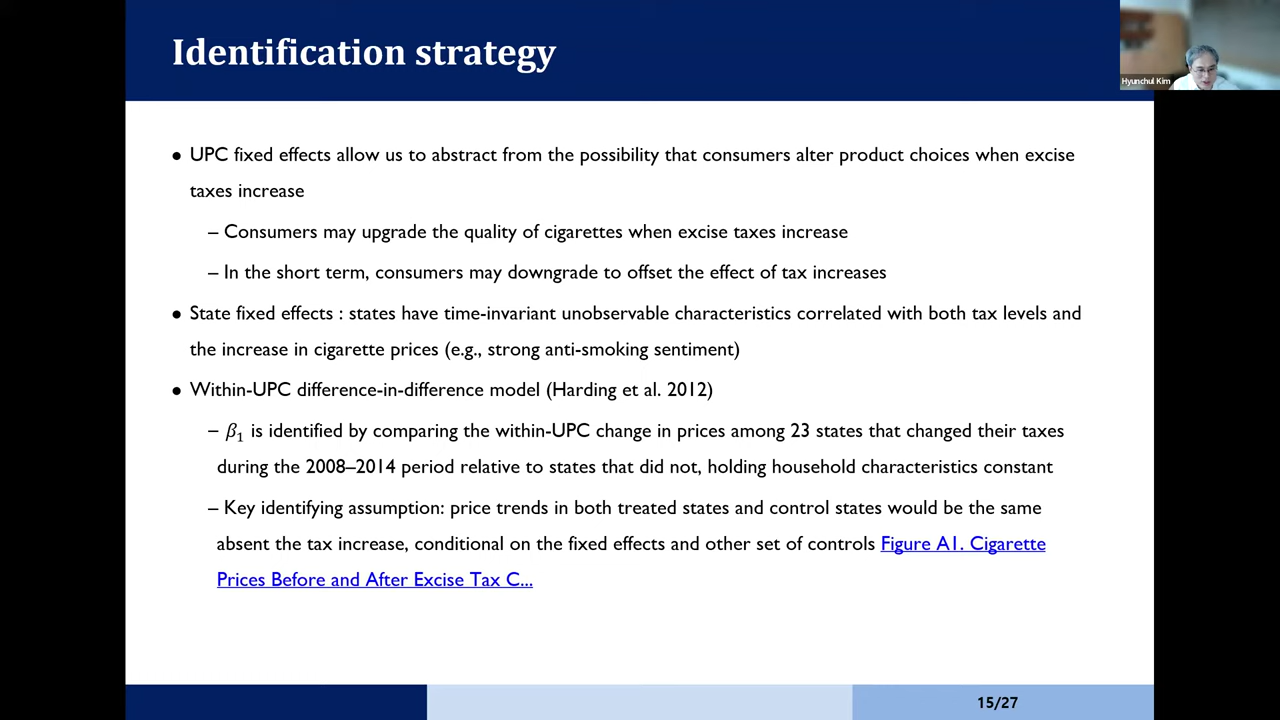 Identification strategy
Hyunchul Kim
● UPC fixed effects allow us to abstract from the possibility that consumers alter product choices when excise
taxes increase
– Consumers may upgrade the quality of cigarettes when excise taxes increase
– In the short term, consumers may downgrade to offset the effect of tax increases
● State fixed effects : states have time-invariant unobservable characteristics correlated with both tax levels and
the increase in cigarette prices (e.g., strong anti-smoking sentiment)
● Within-UPC difference-in-difference model (Harding et al. 2012)
– β₁ is identified by comparing the within-UPC change in prices among 23 states that changed their taxes
during the 2008–2014 period relative to states that did not, holding household characteristics constant
– Key identifying assumption: price trends in both treated states and control states would be the same
absent the tax increase, conditional on the fixed effects and other set of controls Figure A1. Cigarette
Prices Before and After Excise Tax C...
15/27